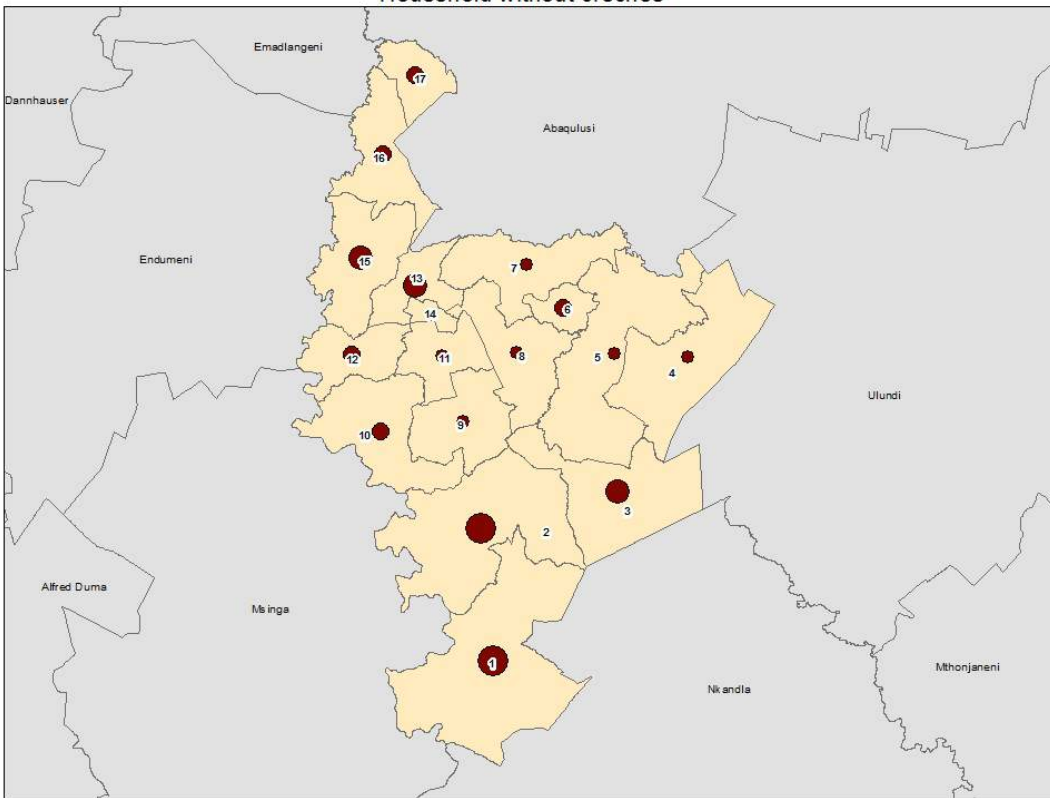 Household without creches
Emadlangeni
17
Dannhauser
Abaqulusi
16
Endumeni
15
13
7
14
6
12
11
8
5
4
Ulundi
10
9
3
2
Alfred Duma
Msinga
1
Nkandla
Mthonjaneni